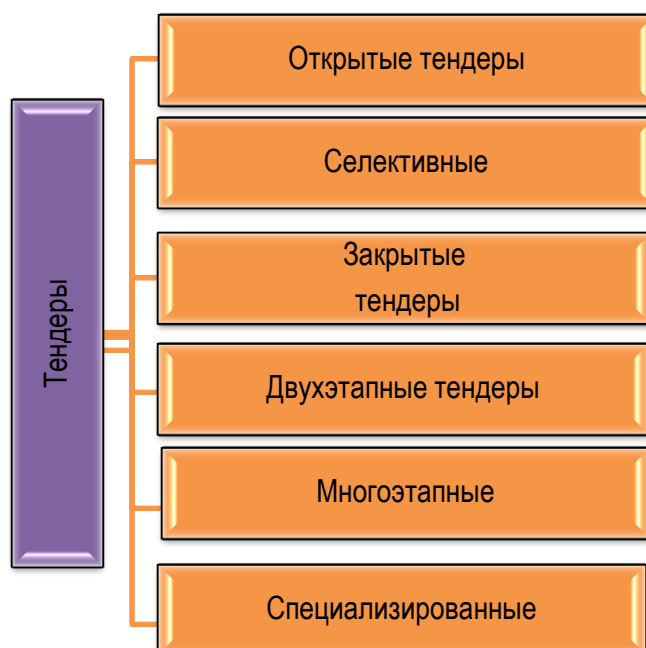 Тендеры
Открытые тендеры
Селективные
Закрытые
тендеры
Двухэтапные тендеры
Многоэтапные
Специализированные